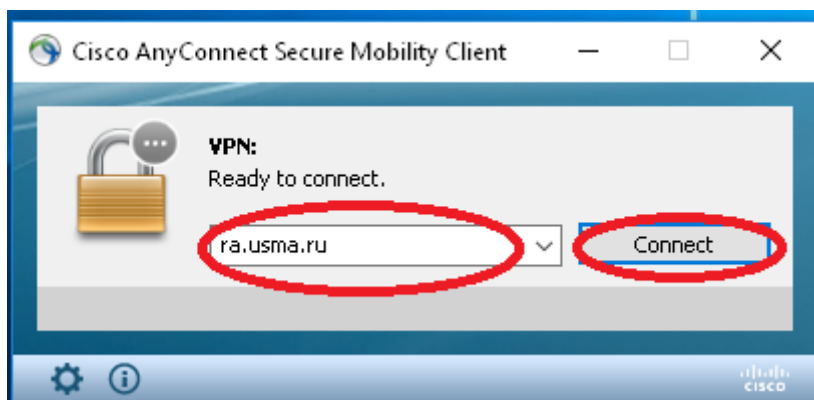 Cisco AnyConnect Secure Mobility Client
VPN:
Ready to connect.
ra.usma.ru Connect
cisco